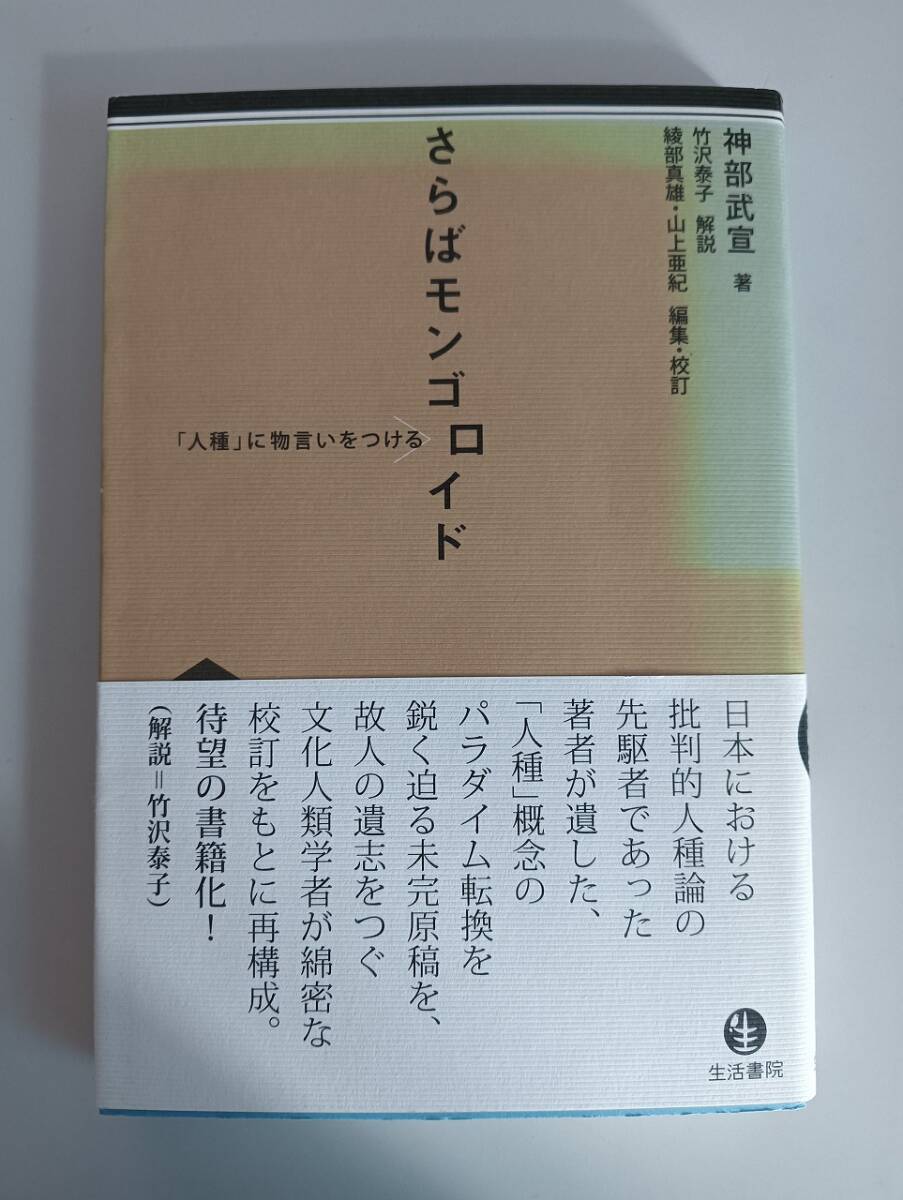 神部武宣 著
竹沢泰子 解説
綾部真雄・山上亜紀 編集・校訂
さらばモンゴロイド
「人種」に物言いをつける
日本における
批判的人種論の
先駆者であった
著者が遺した、
「人種」概念の
パラダイム転換を
鋭く迫る未完原稿を、
故人の遺志をつぐ
文化人類学者が綿密な
校訂をもとに再構成。
待望の書籍化！
（解説＝竹沢泰子）
生
生活書院